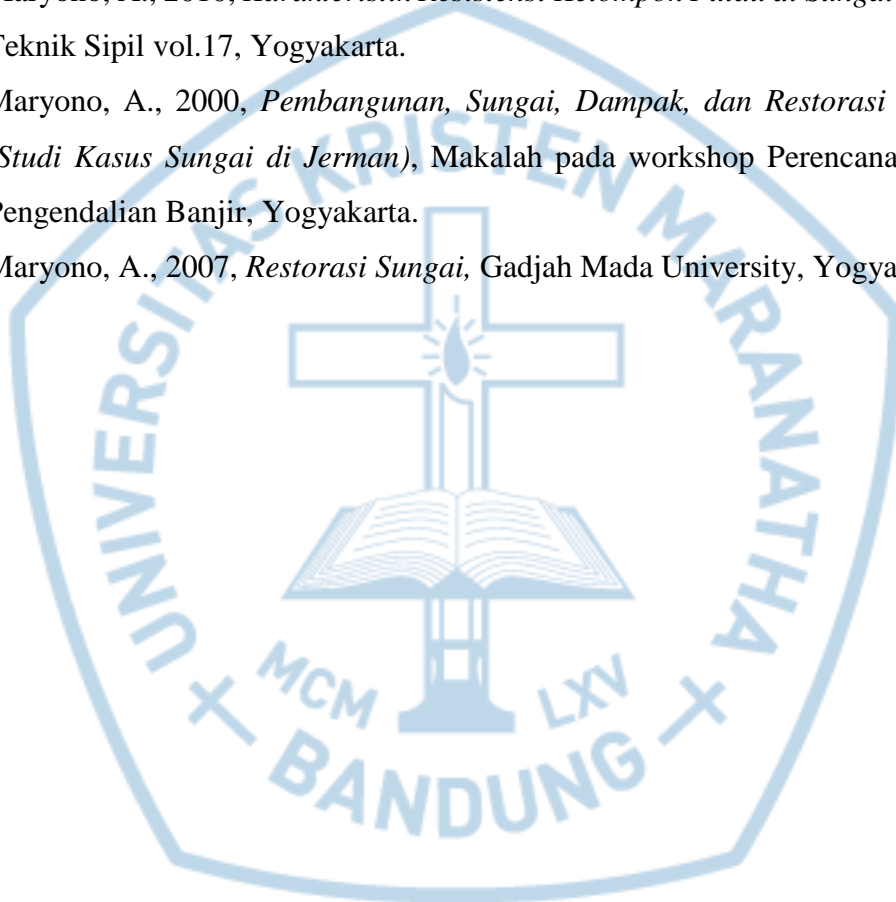 Teknik Sipil vol.17, Yogyakarta.
Maryono, A., 2000, Pembangunan, Sungai, Dampak, dan Restorasi
Studi Kasus Sungai di Jerman), Makalah pada workshop Perencana
Pengendalian Banjir, Yogyakarta.
Maryono, A., 2007, Restorasi Sungai, Gadjah Mada University, Yogya
UNIVERSITAS KRISTEN MARANATHA
MCM LXV
BANDUNG